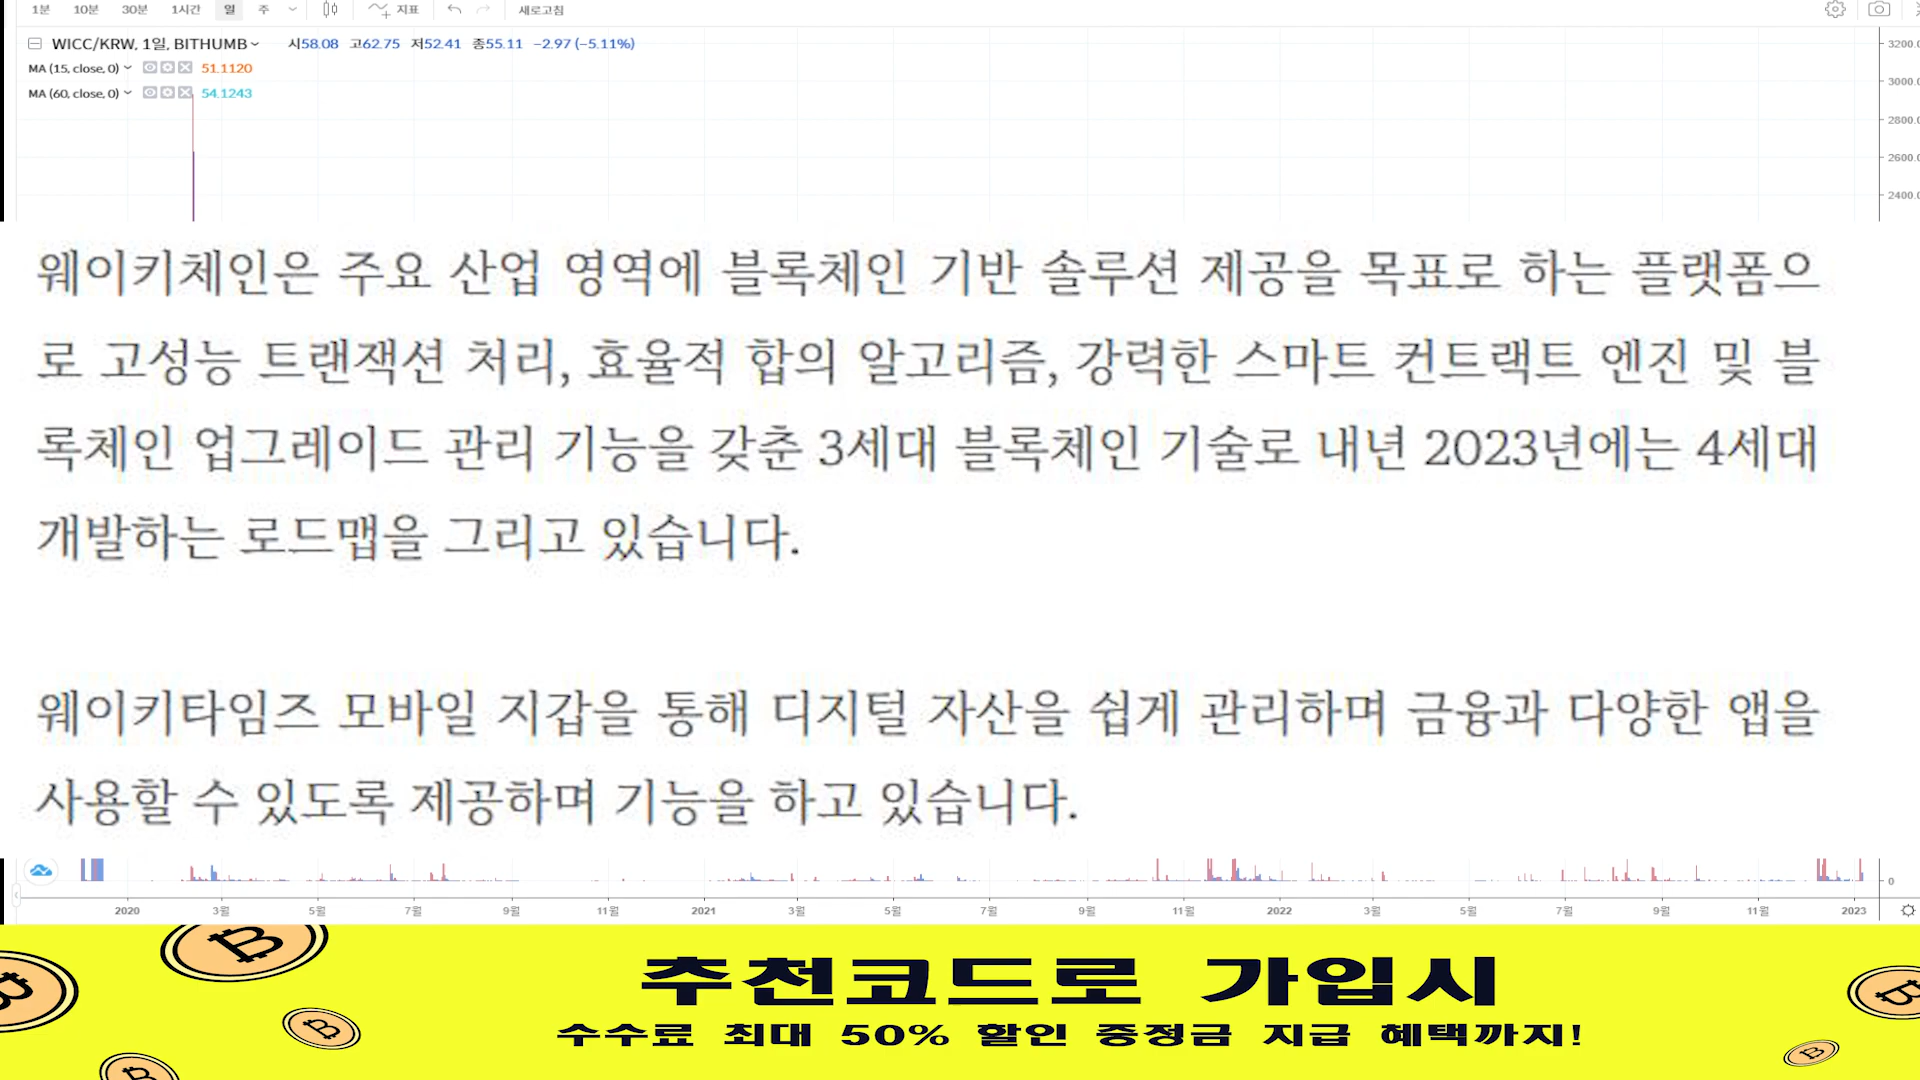 1분 10분 30분 1시간 일 주 지표 새로고침
WICC/KRW, 1일, BITHUMB 시58.08 고62.75 저52.41 종55.11 −2.97 (−5.11%)
MA (15, close, 0) 51.1120
MA (60, close, 0) 54.1243
3200.0
3000.0
2800.0
2600.0
2400.0
웨이키체인은 주요 산업 영역에 블록체인 기반 솔루션 제공을 목표로 하는 플랫폼으
로 고성능 트랜잭션 처리, 효율적 합의 알고리즘, 강력한 스마트 컨트랙트 엔진 및 블
록체인 업그레이드 관리 기능을 갖춘 3세대 블록체인 기술로 내년 2023년에는 4세대
개발하는 로드맵을 그리고 있습니다.
웨이키타임즈 모바일 지갑을 통해 디지털 자산을 쉽게 관리하며 금융과 다양한 앱을
사용할 수 있도록 제공하며 기능을 하고 있습니다.
0
2020 3월 5월 7월 9월 11월 2021 3월 5월 7월 9월 11월 2022 3월 5월 7월 9월 11월 2023
추천코드로 가입시
수수료 최대 50% 할인 증정금 지급 혜택까지!